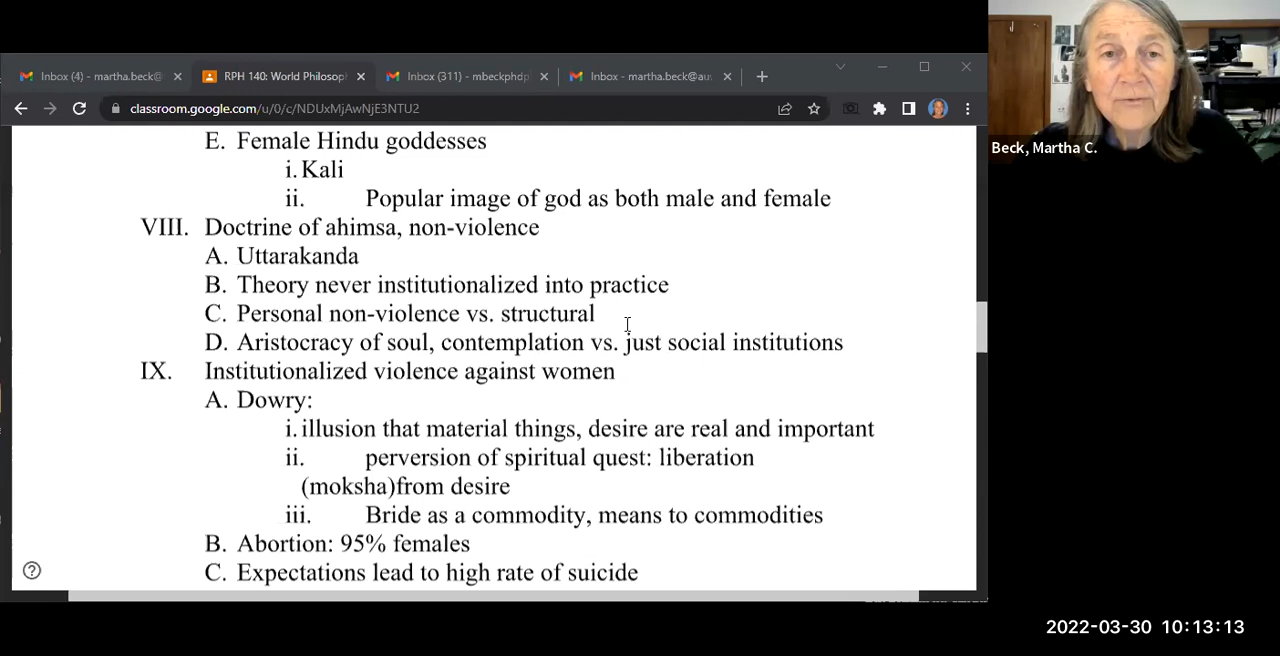 Inbox (4) - martha.beck@
RPH 140: World Philosoph
Inbox (311) - mbeckphdp
Inbox - martha.beck@au
classroom.google.com/u/0/c/NDUxMjAwNjE3NTU2
Beck, Martha C.
E. Female Hindu goddesses
i. Kali
ii. Popular image of god as both male and female
VIII. Doctrine of ahimsa, non-violence
A. Uttarakanda
B. Theory never institutionalized into practice
C. Personal non-violence vs. structural
D. Aristocracy of soul, contemplation vs. just social institutions
IX. Institutionalized violence against women
A. Dowry:
i. illusion that material things, desire are real and important
ii. perversion of spiritual quest: liberation
(moksha)from desire
iii. Bride as a commodity, means to commodities
B. Abortion: 95% females
C. Expectations lead to high rate of suicide
2022-03-30 10:13:13